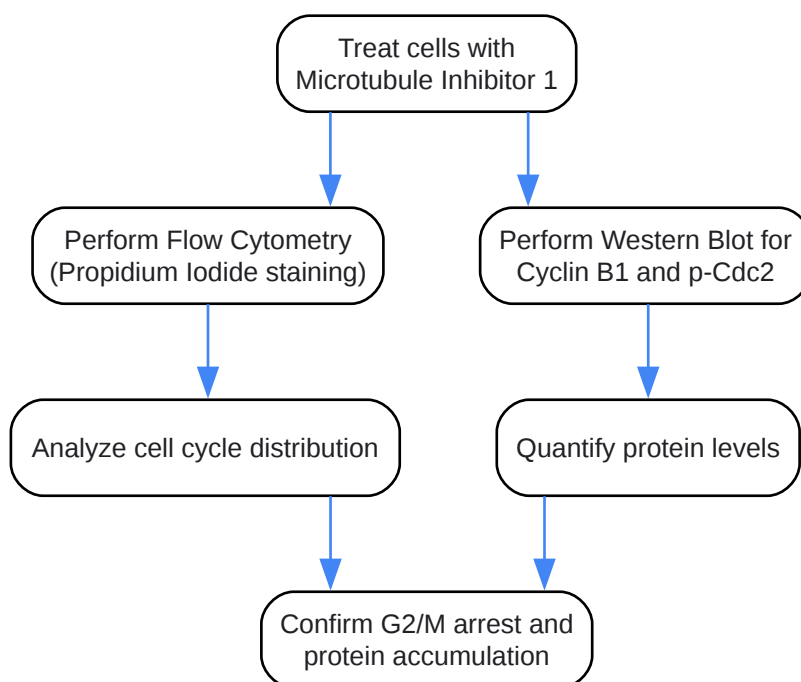 Treat cells with
Microtubule Inhibitor 1
Perform Flow Cytometry
(Propidium Iodide staining)
Perform Western Blot for
Cyclin B1 and p-Cdc2
Analyze cell cycle distribution
Quantify protein levels
Confirm G2/M arrest and
protein accumulation